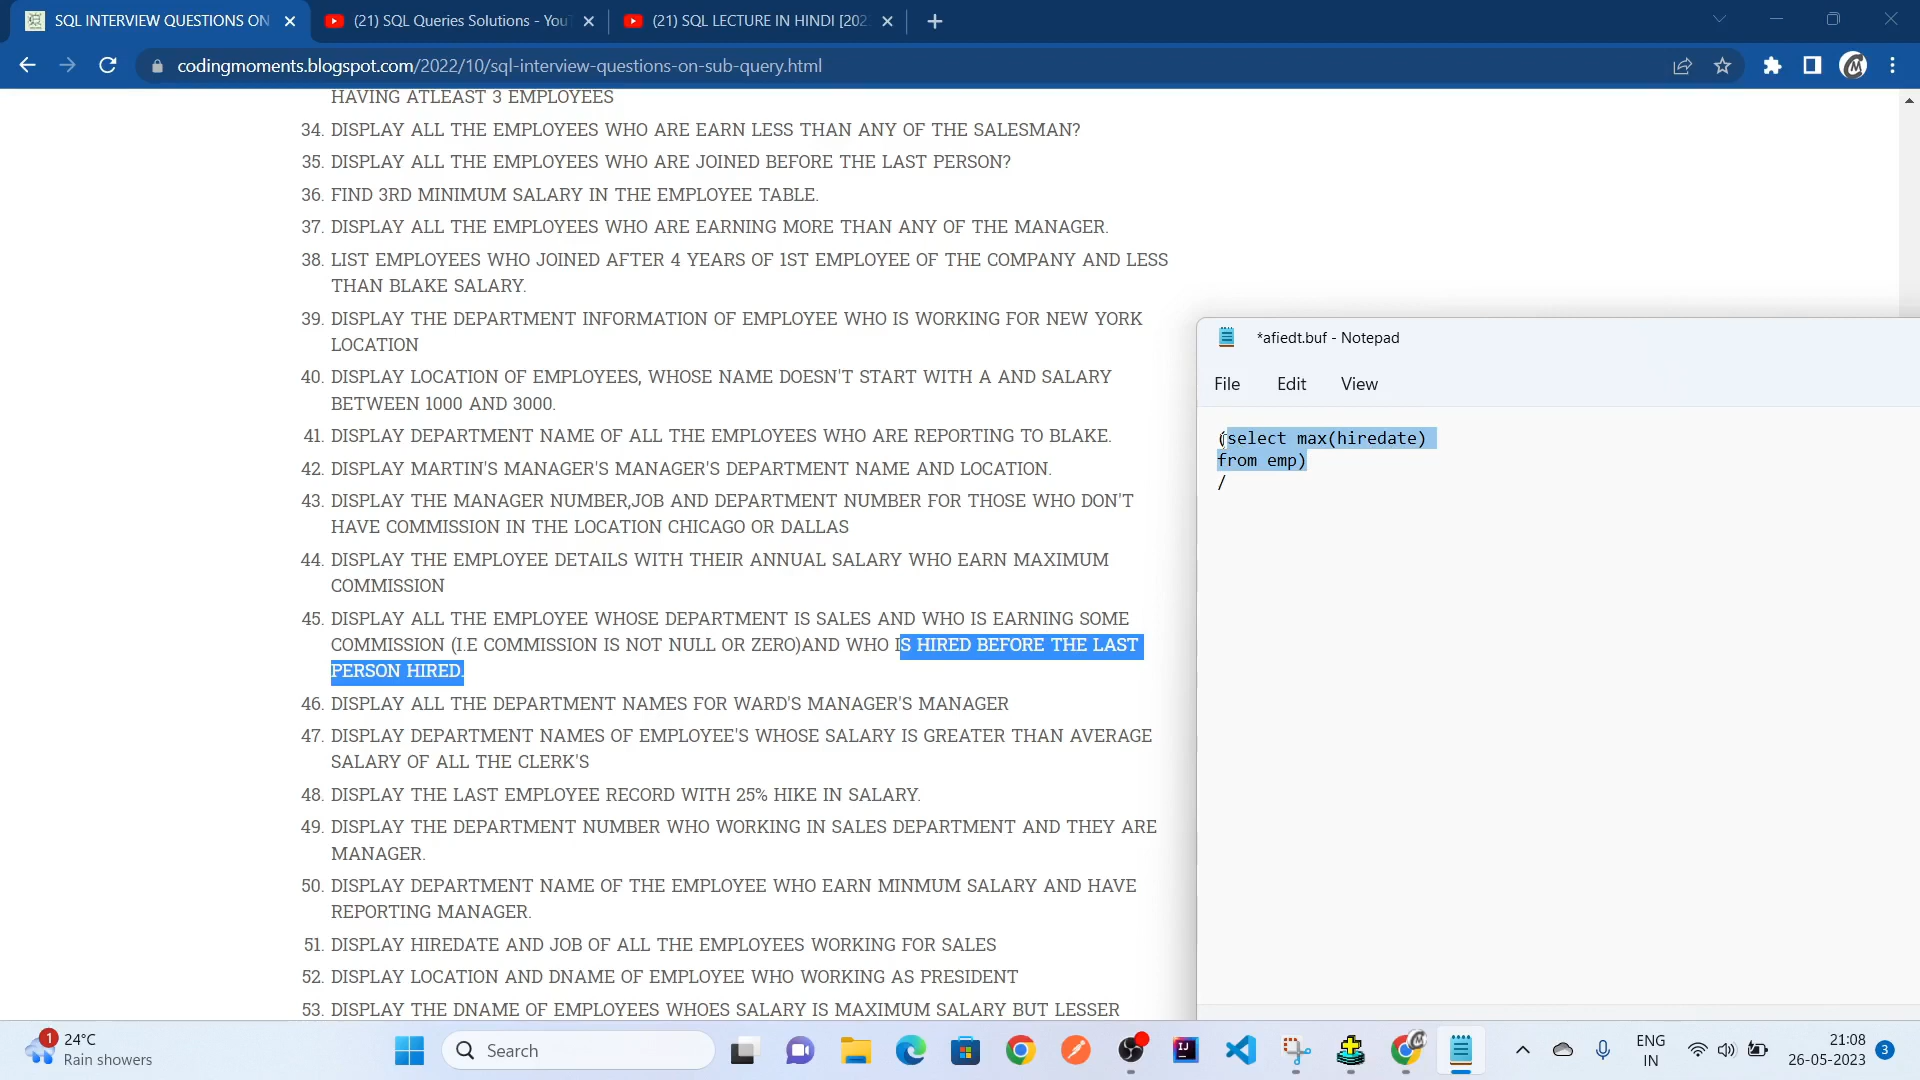 SQL INTERVIEW QUESTIONS ON
(21) SQL Queries Solutions - You
(21) SQL LECTURE IN HINDI [202
codingmoments.blogspot.com/2022/10/sql-interview-questions-on-sub-query.html
HAVING ATLEAST 3 EMPLOYEES
34. DISPLAY ALL THE EMPLOYEES WHO ARE EARN LESS THAN ANY OF THE SALESMAN?
35. DISPLAY ALL THE EMPLOYEES WHO ARE JOINED BEFORE THE LAST PERSON?
36. FIND 3RD MINIMUM SALARY IN THE EMPLOYEE TABLE.
37. DISPLAY ALL THE EMPLOYEES WHO ARE EARNING MORE THAN ANY OF THE MANAGER.
38. LIST EMPLOYEES WHO JOINED AFTER 4 YEARS OF 1ST EMPLOYEE OF THE COMPANY AND LESS
THAN BLAKE SALARY.
39. DISPLAY THE DEPARTMENT INFORMATION OF EMPLOYEE WHO IS WORKING FOR NEW YORK
LOCATION
40. DISPLAY LOCATION OF EMPLOYEES, WHOSE NAME DOESN'T START WITH A AND SALARY
BETWEEN 1000 AND 3000.
41. DISPLAY DEPARTMENT NAME OF ALL THE EMPLOYEES WHO ARE REPORTING TO BLAKE.
42. DISPLAY MARTIN'S MANAGER'S MANAGER'S DEPARTMENT NAME AND LOCATION.
43. DISPLAY THE MANAGER NUMBER,JOB AND DEPARTMENT NUMBER FOR THOSE WHO DON'T
HAVE COMMISSION IN THE LOCATION CHICAGO OR DALLAS
44. DISPLAY THE EMPLOYEE DETAILS WITH THEIR ANNUAL SALARY WHO EARN MAXIMUM
COMMISSION
45. DISPLAY ALL THE EMPLOYEE WHOSE DEPARTMENT IS SALES AND WHO IS EARNING SOME
COMMISSION (I.E COMMISSION IS NOT NULL OR ZERO)AND WHO IS HIRED BEFORE THE LAST
PERSON HIRED.
46. DISPLAY ALL THE DEPARTMENT NAMES FOR WARD'S MANAGER'S MANAGER
47. DISPLAY DEPARTMENT NAMES OF EMPLOYEE'S WHOSE SALARY IS GREATER THAN AVERAGE
SALARY OF ALL THE CLERK'S
48. DISPLAY THE LAST EMPLOYEE RECORD WITH 25% HIKE IN SALARY.
49. DISPLAY THE DEPARTMENT NUMBER WHO WORKING IN SALES DEPARTMENT AND THEY ARE
MANAGER.
50. DISPLAY DEPARTMENT NAME OF THE EMPLOYEE WHO EARN MINMUM SALARY AND HAVE
REPORTING MANAGER.
51. DISPLAY HIREDATE AND JOB OF ALL THE EMPLOYEES WORKING FOR SALES
52. DISPLAY LOCATION AND DNAME OF EMPLOYEE WHO WORKING AS PRESIDENT
53. DISPLAY THE DNAME OF EMPLOYEES WHOES SALARY IS MAXIMUM SALARY BUT LESSER
*afiedt.buf - Notepad
File Edit View
(select max(hiredate)
from emp)
/
1
24°C
Rain showers
Search
ENG
IN
21:08
26-05-2023
3